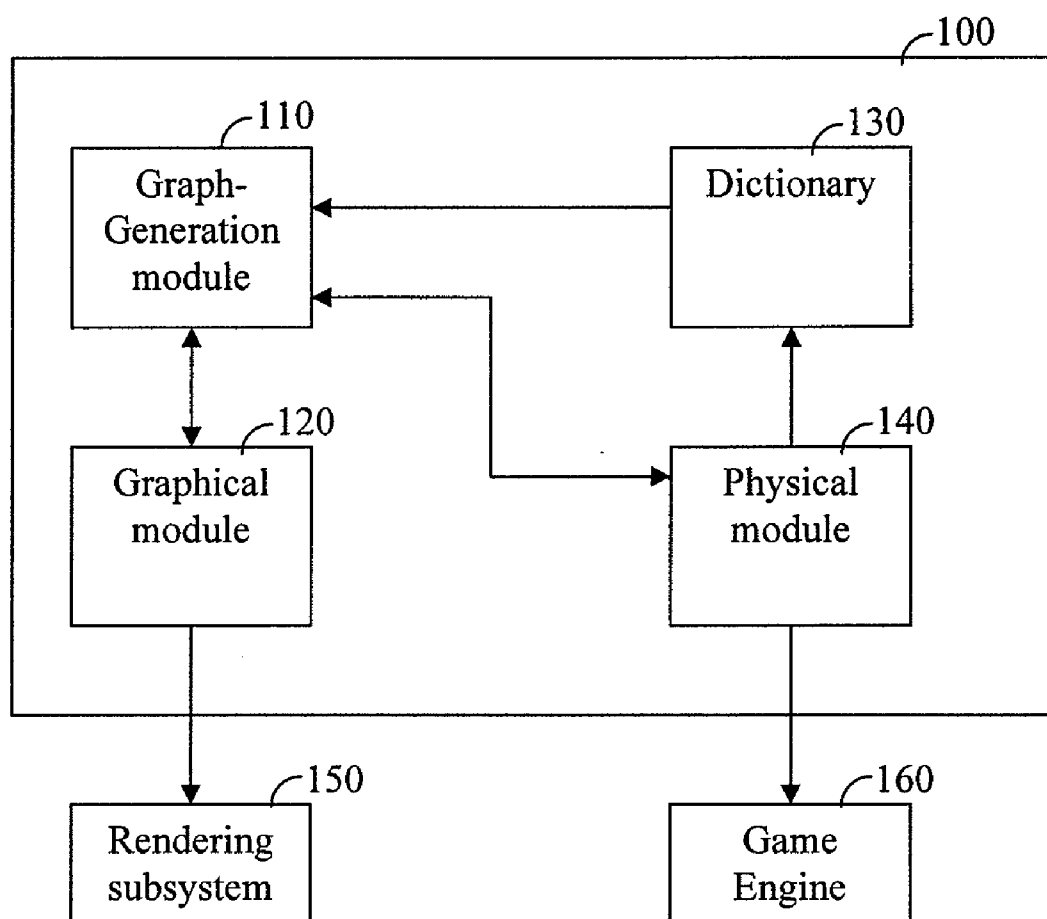 100
110
130
Graph-
Generation
module
Dictionary
120
140
Graphical
module
Physical
module
150
160
Rendering
subsystem
Game
Engine